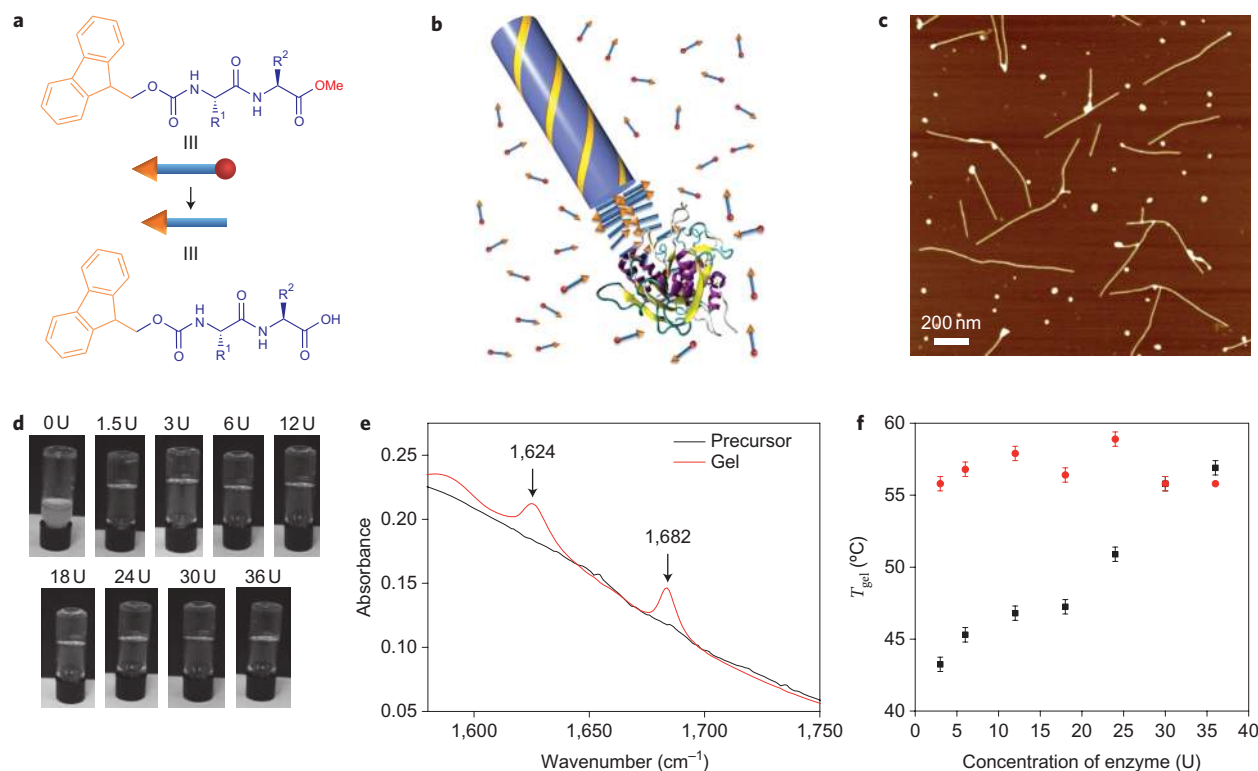 a
O
N
H
O
R¹
O
N
H
R²
OMe
O
III
III
O
N
H
O
R¹
O
N
H
R²
OH
O
b
c
200 nm
d
0 U 1.5 U 3 U 6 U 12 U
18 U 24 U 30 U 36 U
e
Precursor
Gel
1,624
1,682
0.25
0.20
0.15
0.10
0.05
Absorbance
1,600 1,650 1,700 1,750
Wavenumber (cm⁻¹)
f
60
55
50
45
40
Tgel (ºC)
0 5 10 15 20 25 30 35 40
Concentration of enzyme (U)